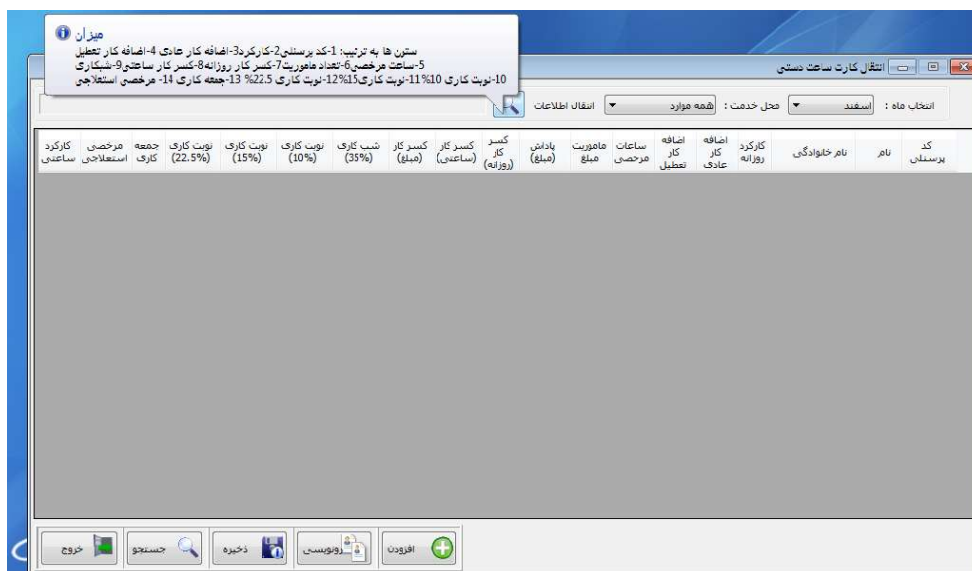 میزان
ستون ها به ترتیب: 1-کد پرسنلی2-کارکرد3-اضافه کار عادی 4-اضافه کار تعطیل
5-ساعت مرخصی6-تعداد ماموریت7-کسر کار روزانه8-کسر کار ساعتی9-شبکاری
10-نوبت کاری 10%11-نوبت کاری15%12-نوبت کاری 22.5% 13-جمعه کاری 14- مرخصی استعلاجی
انتقال کارت ساعت دستی
انتخاب ماه : اسفند محل خدمت : همه موارد انتقال اطلاعات
کد پرسنلی
نام
نام خانوادگی
کارکرد روزانه
اضافه کار عادی
اضافه کار تعطیل
ساعات مرخصی
ماموریت مبلغ
پاداش (مبلغ)
کسر کار (روزانه)
کسر کار (ساعتی)
کسر کار (مبلغ)
شب کاری (35%)
نوبت کاری (10%)
نوبت کاری (15%)
نوبت کاری (22.5%)
جمعه کاری
مرخصی استعلاجی
کارکرد ساعتی
افزودن رونویسی ذخیره جستجو خروج